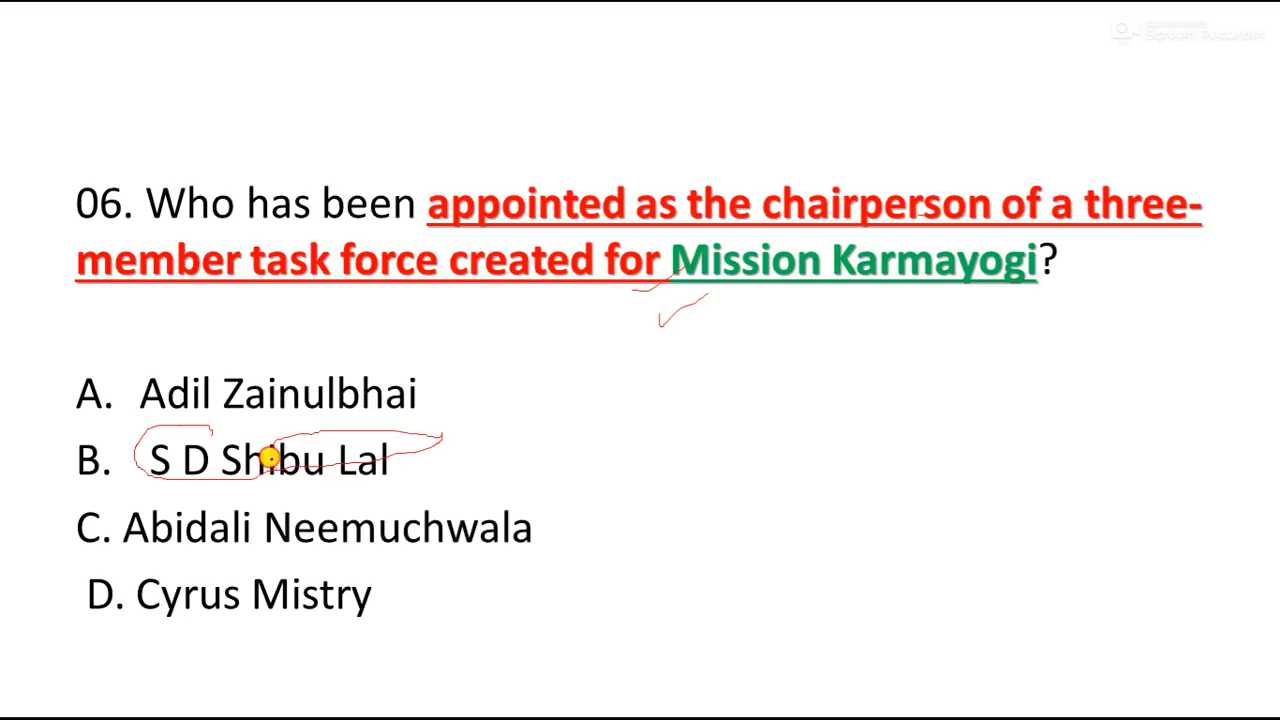 06. Who has been appointed as the chairperson of a three-
member task force created for Mission Karmayogi?
A. Adil Zainulbhai
B. S D Shibu Lal
C. Abidali Neemuchwala
D. Cyrus Mistry